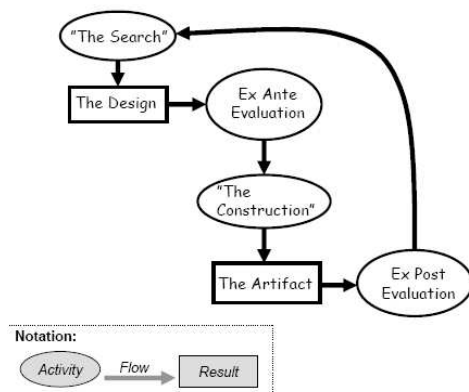 "The Search"
The Design
Ex Ante
Evaluation
"The
Construction"
The Artifact
Ex Post
Evaluation
Notation:
Activity
Flow
Result